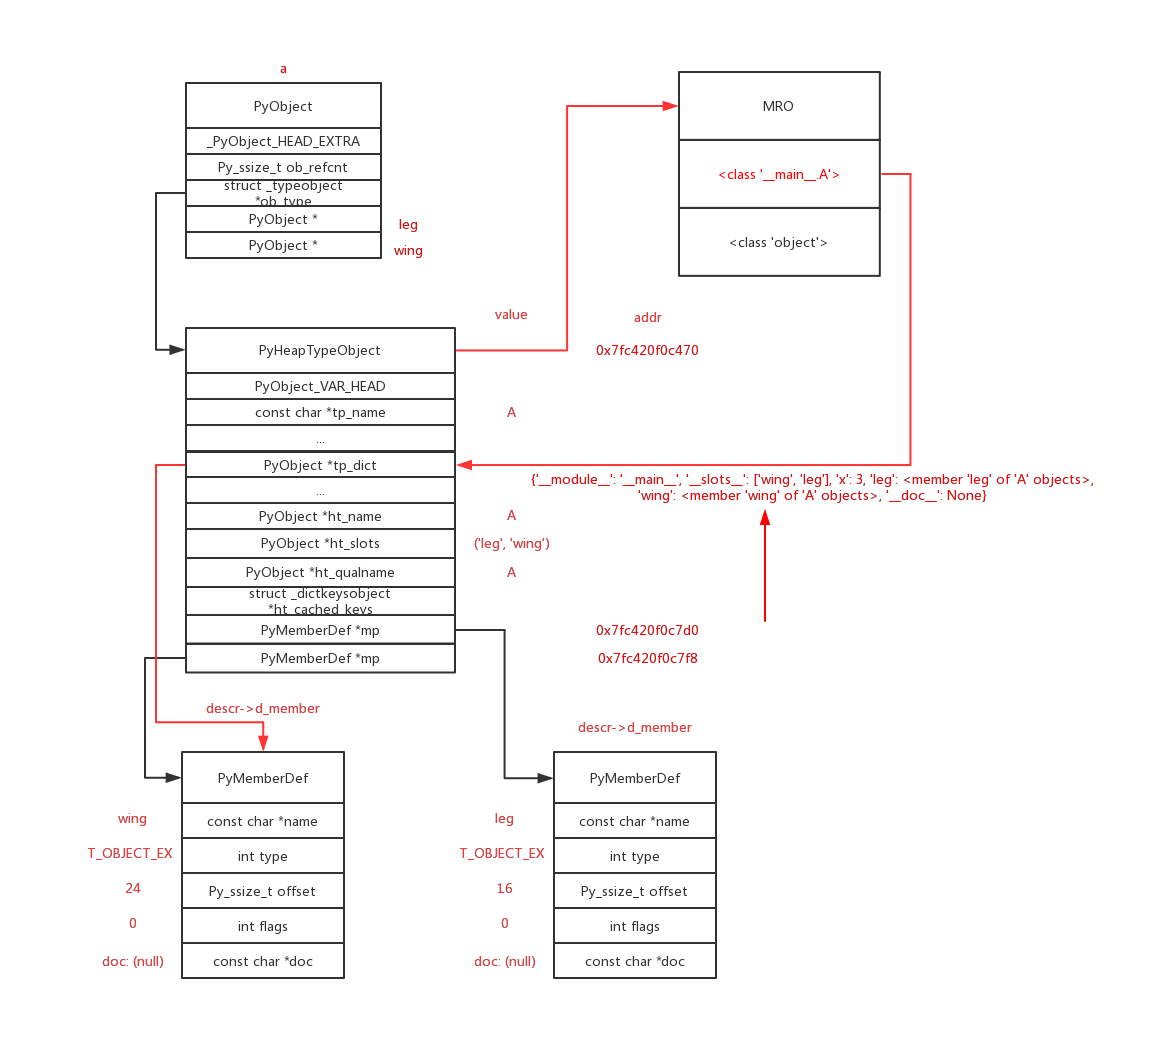 a
PyObject
_PyObject_HEAD_EXTRA
Py_ssize_t ob_refcnt
struct _typeobject
*ob_type
PyObject *
leg
PyObject *
wing
MRO
<class '__main__.A'>
<class 'object'>
value
addr
PyHeapTypeObject
0x7fc420f0c470
PyObject_VAR_HEAD
const char *tp_name
A
...
PyObject *tp_dict
{'__module__': '__main__', '__slots__': ['wing', 'leg'], 'x': 3, 'leg': <member 'leg' of 'A' objects>,
'wing': <member 'wing' of 'A' objects>, '__doc__': None}
...
PyObject *ht_name
A
PyObject *ht_slots
('leg', 'wing')
PyObject *ht_qualname
A
struct _dictkeysobject
*ht_cached_keys
PyMemberDef *mp
0x7fc420f0c7d0
PyMemberDef *mp
0x7fc420f0c7f8
descr->d_member
PyMemberDef
wing
const char *name
T_OBJECT_EX
int type
24
Py_ssize_t offset
0
int flags
doc: (null)
const char *doc
descr->d_member
PyMemberDef
leg
const char *name
T_OBJECT_EX
int type
16
Py_ssize_t offset
0
int flags
doc: (null)
const char *doc